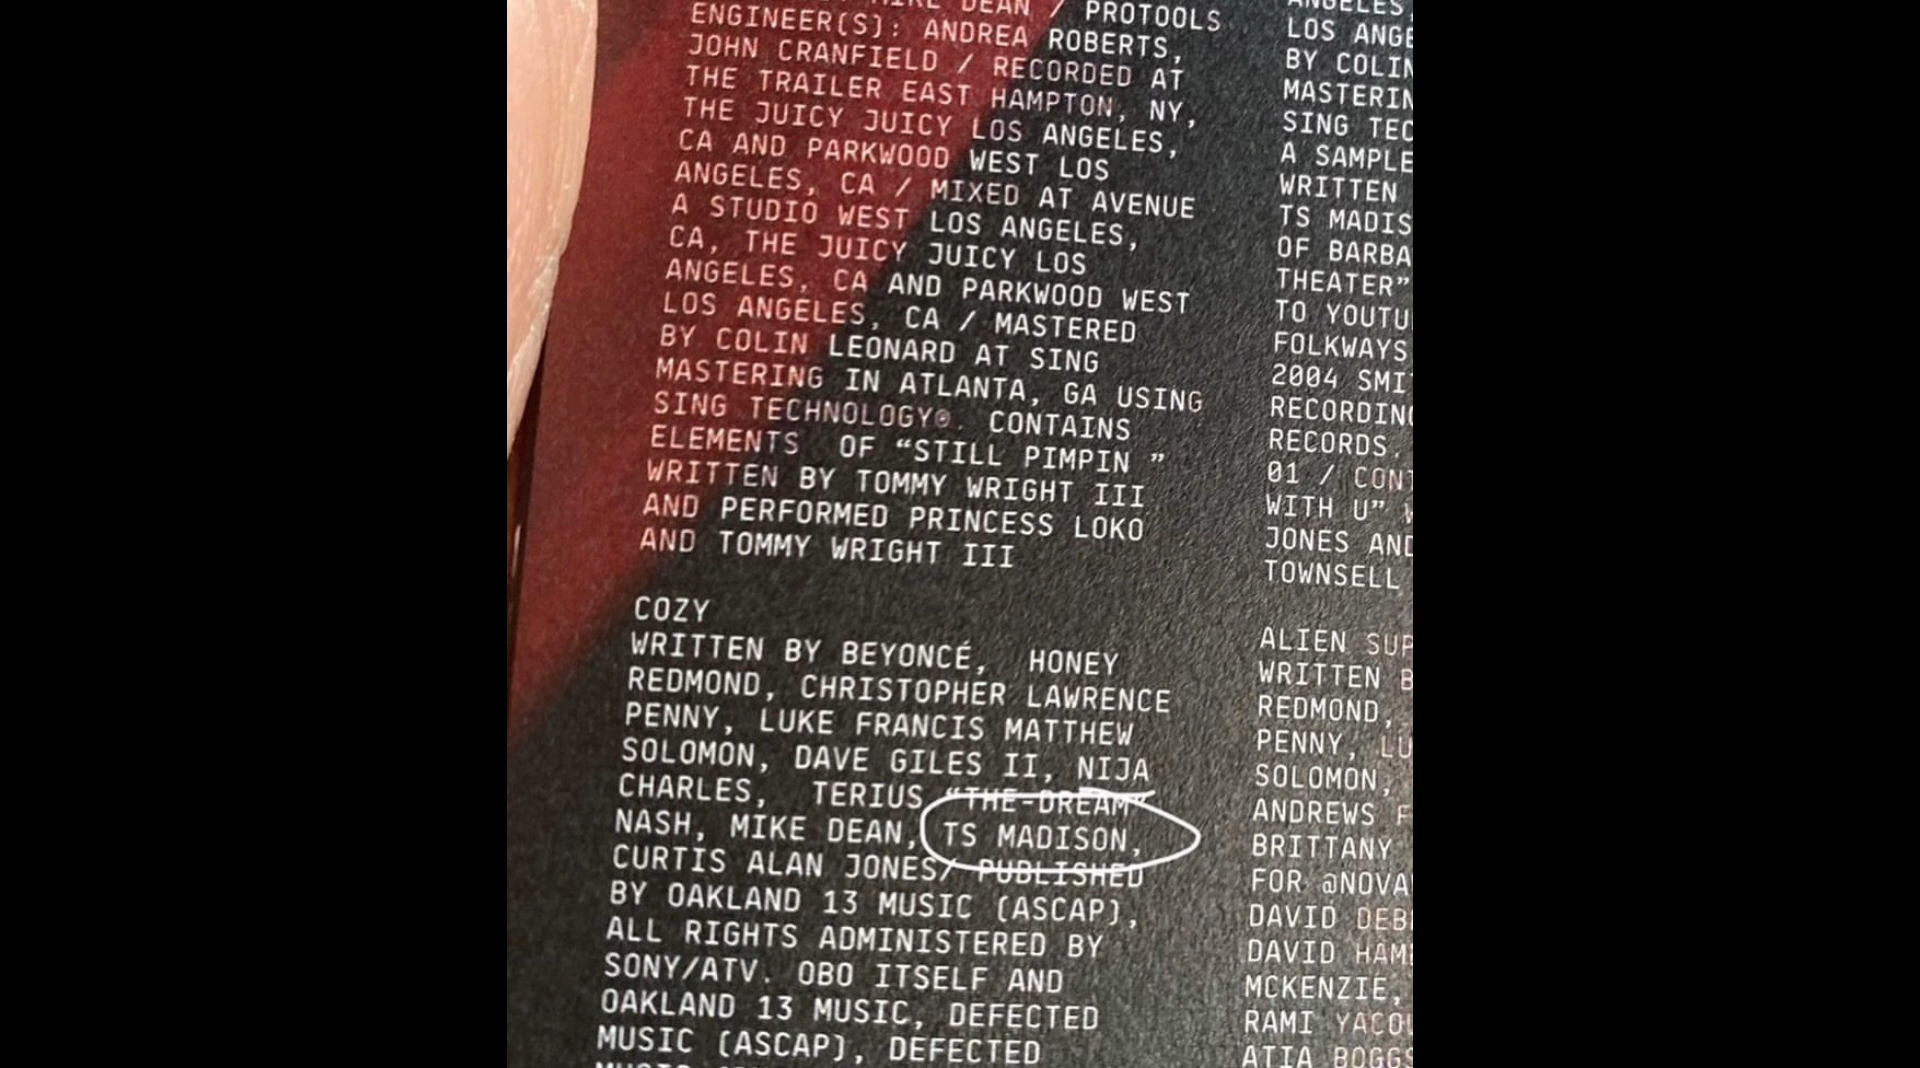 MIKE DEAN / PROTOOLS
ENGINEER(S): ANDREA ROBERTS,
JOHN CRANFIELD / RECORDED AT
THE TRAILER EAST HAMPTON, NY,
THE JUICY JUICY LOS ANGELES,
CA AND PARKWOOD WEST LOS
ANGELES, CA / MIXED AT AVENUE
A STUDIO WEST LOS ANGELES,
CA, THE JUICY JUICY LOS
ANGELES, CA AND PARKWOOD WEST
LOS ANGELES, CA / MASTERED
BY COLIN LEONARD AT SING
MASTERING IN ATLANTA, GA USING
SING TECHNOLOGY®. CONTAINS
ELEMENTS OF “STILL PIMPIN ”
WRITTEN BY TOMMY WRIGHT III
AND PERFORMED PRINCESS LOKO
AND TOMMY WRIGHT III
COZY
WRITTEN BY BEYONCÉ, HONEY
REDMOND, CHRISTOPHER LAWRENCE
PENNY, LUKE FRANCIS MATTHEW
SOLOMON, DAVE GILES II, NIJA
CHARLES, TERIUS “THE-DREAM”
NASH, MIKE DEAN, TS MADISON,
CURTIS ALAN JONES/ PUBLISHED
BY OAKLAND 13 MUSIC (ASCAP),
ALL RIGHTS ADMINISTERED BY
SONY/ATV. OBO ITSELF AND
OAKLAND 13 MUSIC, DEFECTED
MUSIC (ASCAP), DEFECTED
ANGELES,
LOS ANGE
BY COLIN
MASTERIN
SING TEC
A SAMPLE
WRITTEN
TS MADIS
OF BARBA
THEATER”
TO YOUTU
FOLKWAYS
2004 SMI
RECORDING
RECORDS.
01 / CON
WITH U”
JONES AND
TOWNSELL
ALIEN SUP
WRITTEN B
REDMOND,
PENNY, LU
SOLOMON,
ANDREWS F
BRITTANY
FOR @NOVA
DAVID DEB
DAVID HAM
MCKENZIE,
RAMI YACOU
ATIA BOGGS